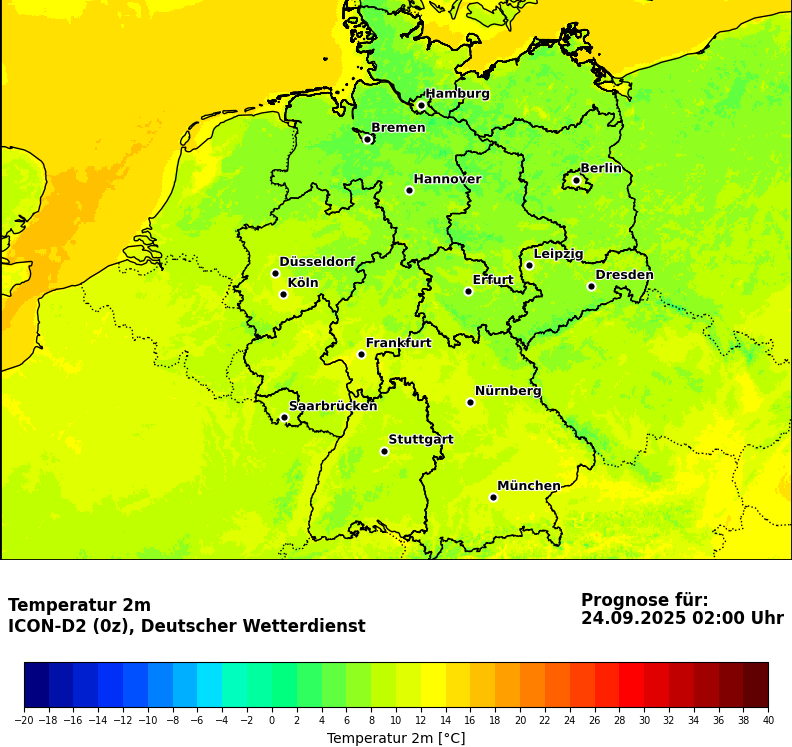 Hamburg
Bremen
Berlin
Hannover
Leipzig
Düsseldorf
Dresden
Köln
Erfurt
Frankfurt
Nürnberg
Saarbrücken
Stuttgart
München
Temperatur 2m
ICON-D2 (0z), Deutscher Wetterdienst
Prognose für:
24.09.2025 02:00 Uhr
−20 −18 −16 −14 −12 −10 −8 −6 −4 −2 0 2 4 6 8 10 12 14 16 18 20 22 24 26 28 30 32 34 36 38 40
Temperatur 2m [°C]